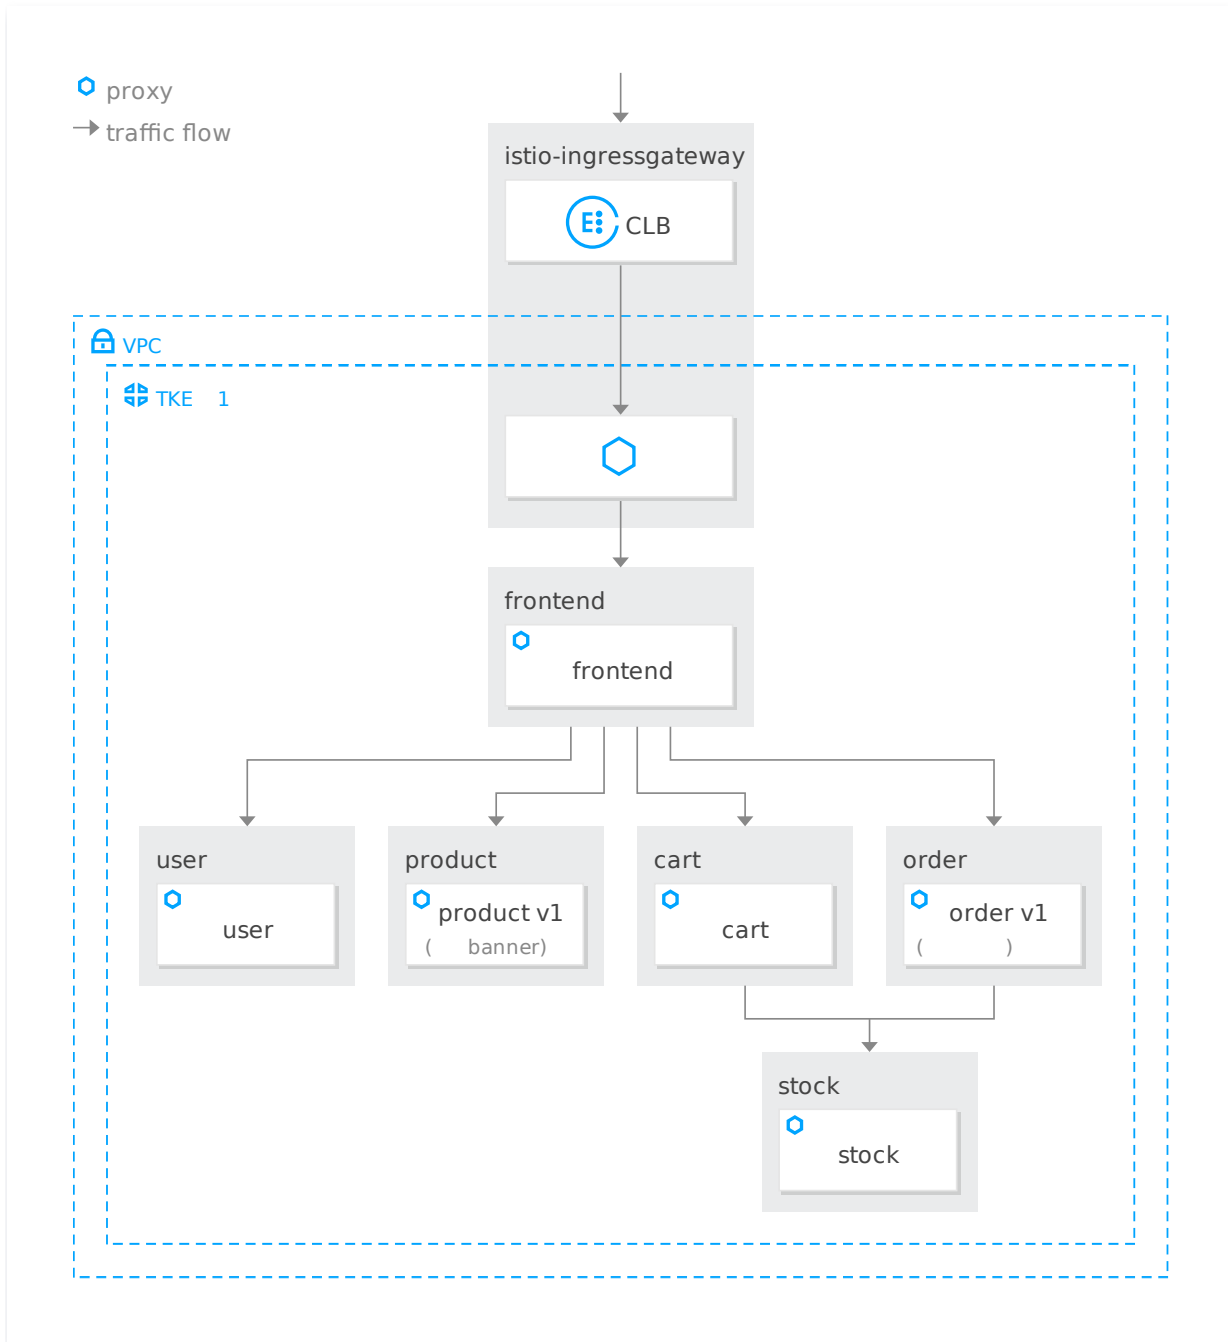 proxy
traffic flow
istio-ingressgateway
CLB
VPC
TKE 1
frontend
frontend
user
user
product
product v1
( banner)
cart
cart
order
order v1
( )
stock
stock